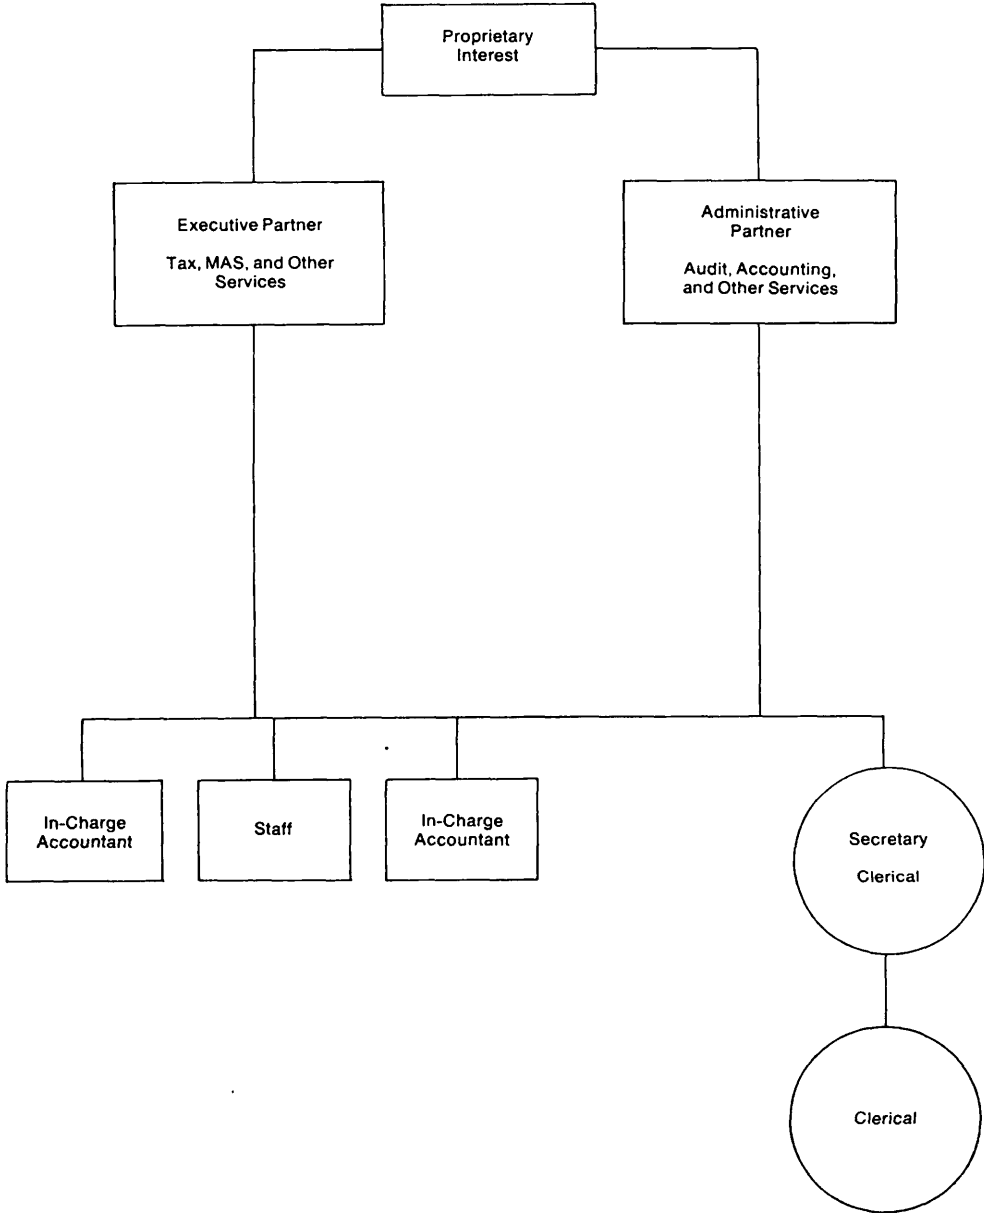 Proprietary
Interest
Executive Partner
Tax, MAS, and Other
Services
Administrative
Partner
Audit, Accounting,
and Other Services
In-Charge
Accountant
Staff
In-Charge
Accountant
Secretary
Clerical
Clerical